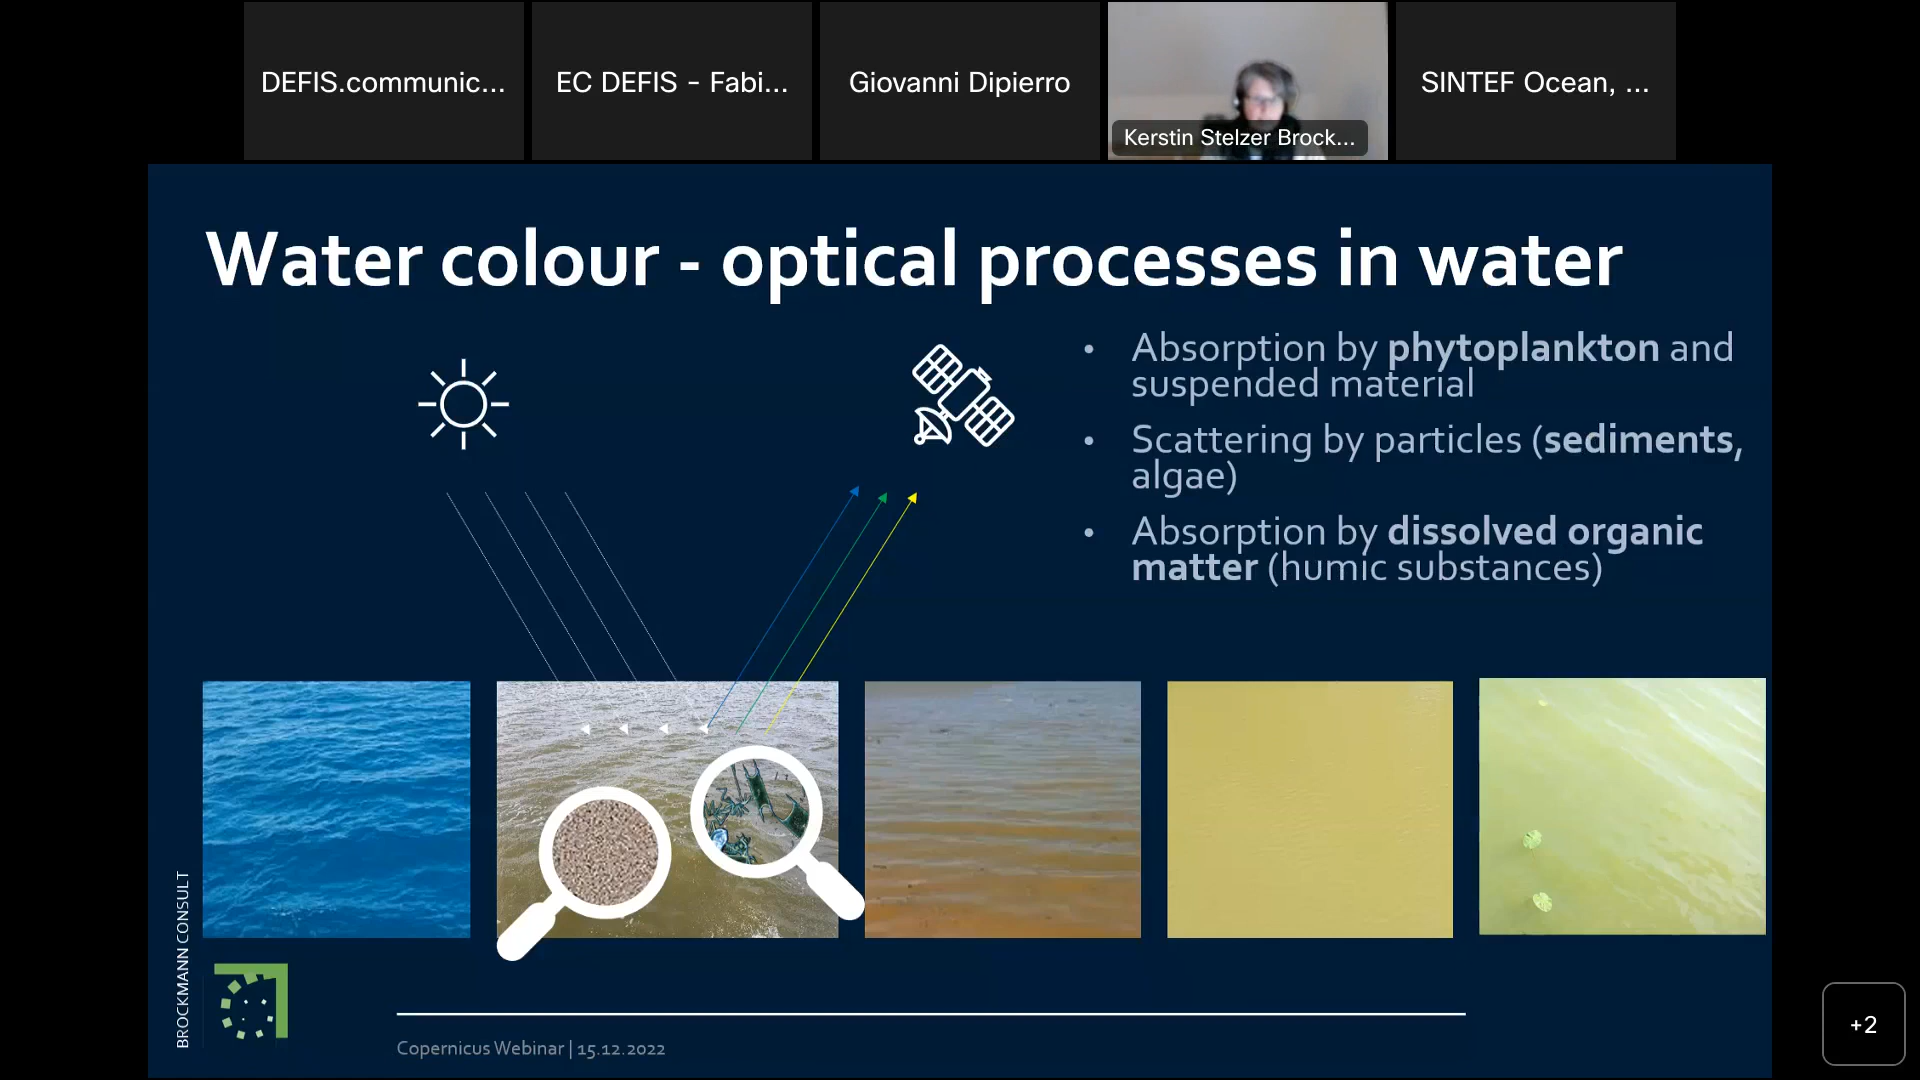 DEFIS.communic...
EC DEFIS - Fabi...
Giovanni Dipierro
Kerstin Stelzer Brock...
SINTEF Ocean, ...
Water colour - optical processes in water
• Absorption by phytoplankton and
suspended material
• Scattering by particles (sediments,
algae)
• Absorption by dissolved organic
matter (humic substances)
BROCKMANN CONSULT
Copernicus Webinar | 15.12.2022
+2